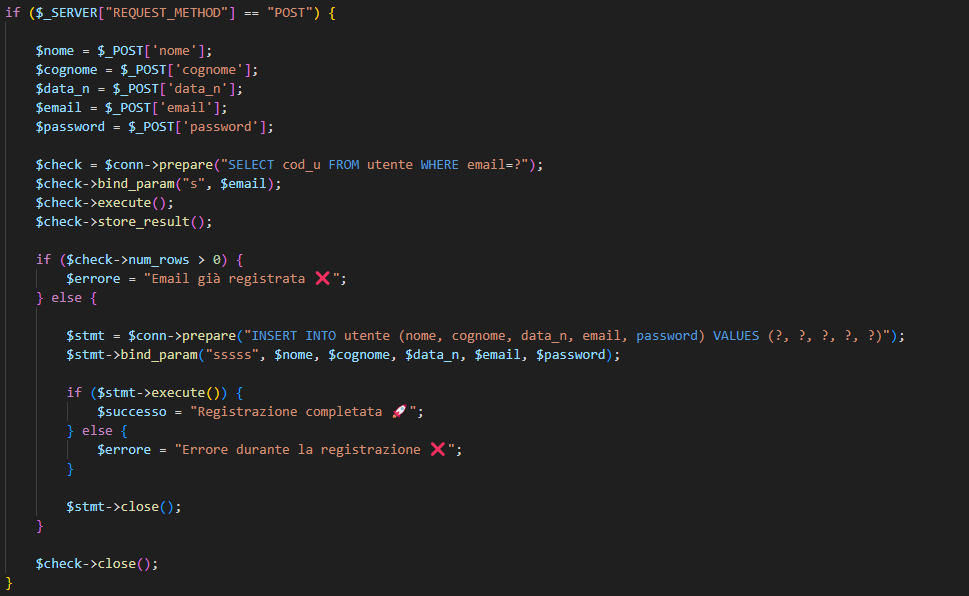 if ($_SERVER["REQUEST_METHOD"] == "POST") {
$nome = $_POST['nome'];
$cognome = $_POST['cognome'];
$data_n = $_POST['data_n'];
$email = $_POST['email'];
$password = $_POST['password'];
$check = $conn->prepare("SELECT cod_u FROM utente WHERE email=?");
$check->bind_param("s", $email);
$check->execute();
$check->store_result();
if ($check->num_rows > 0) {
$errore = "Email già registrata ❌";
} else {
$stmt = $conn->prepare("INSERT INTO utente (nome, cognome, data_n, email, password) VALUES (?, ?, ?, ?, ?)");
$stmt->bind_param("sssss", $nome, $cognome, $data_n, $email, $password);
if ($stmt->execute()) {
$successo = "Registrazione completata 🚀";
} else {
$errore = "Errore durante la registrazione ❌";
}
$stmt->close();
}
$check->close();
}